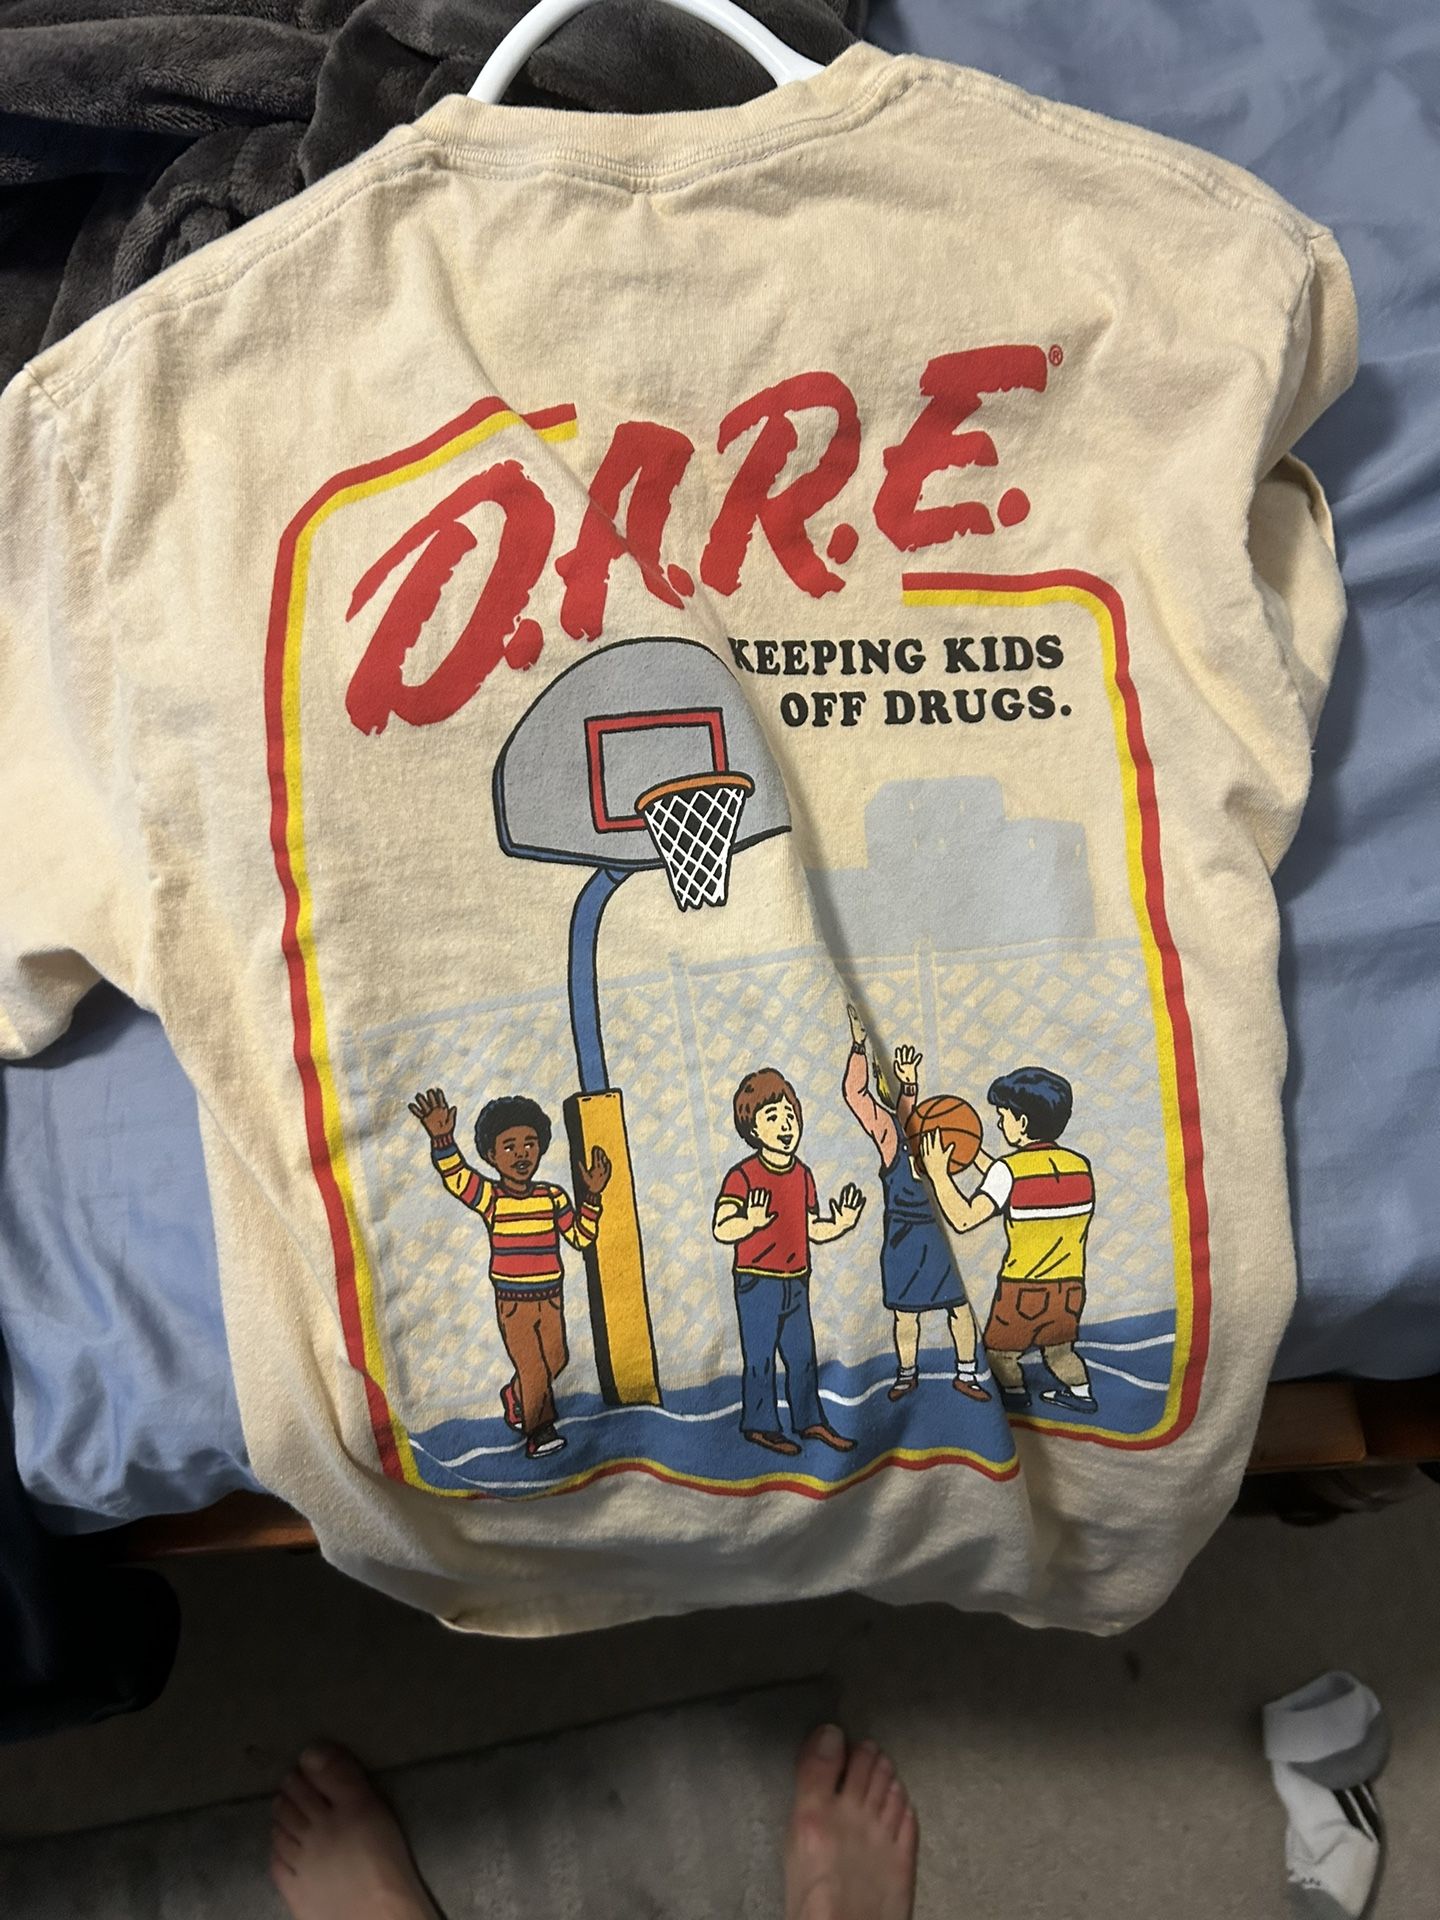 D.A.R.E.®
KEEPING KIDS
OFF DRUGS.